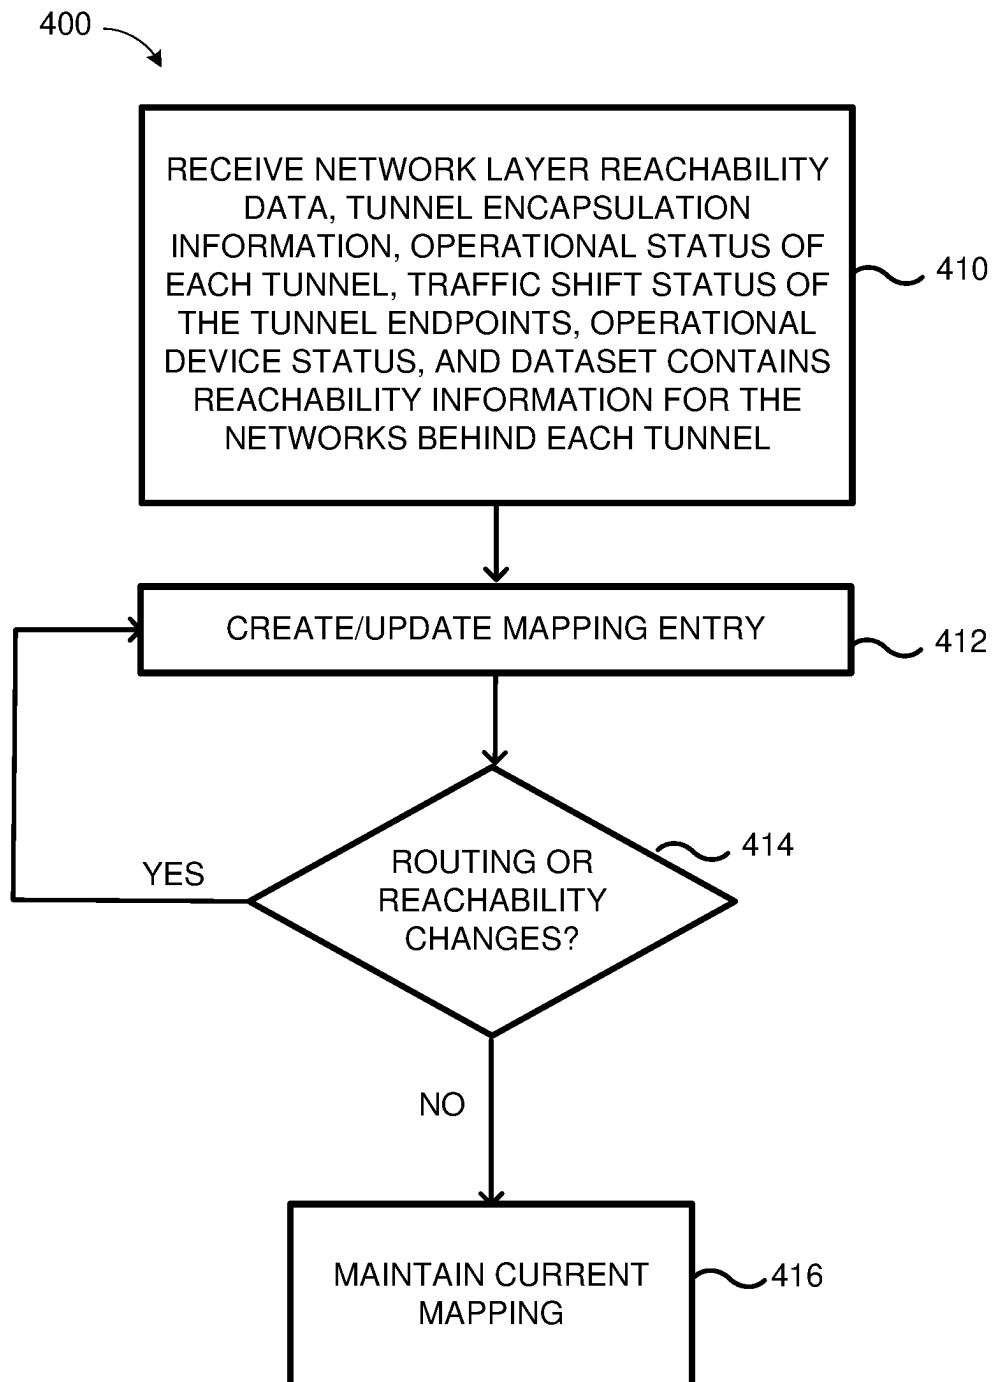 400
RECEIVE NETWORK LAYER REACHABILITY
DATA, TUNNEL ENCAPSULATION
INFORMATION, OPERATIONAL STATUS OF
EACH TUNNEL, TRAFFIC SHIFT STATUS OF
THE TUNNEL ENDPOINTS, OPERATIONAL
DEVICE STATUS, AND DATASET CONTAINS
REACHABILITY INFORMATION FOR THE
NETWORKS BEHIND EACH TUNNEL
410
CREATE/UPDATE MAPPING ENTRY
412
ROUTING OR
REACHABILITY
CHANGES?
414
YES
NO
MAINTAIN CURRENT
MAPPING
416